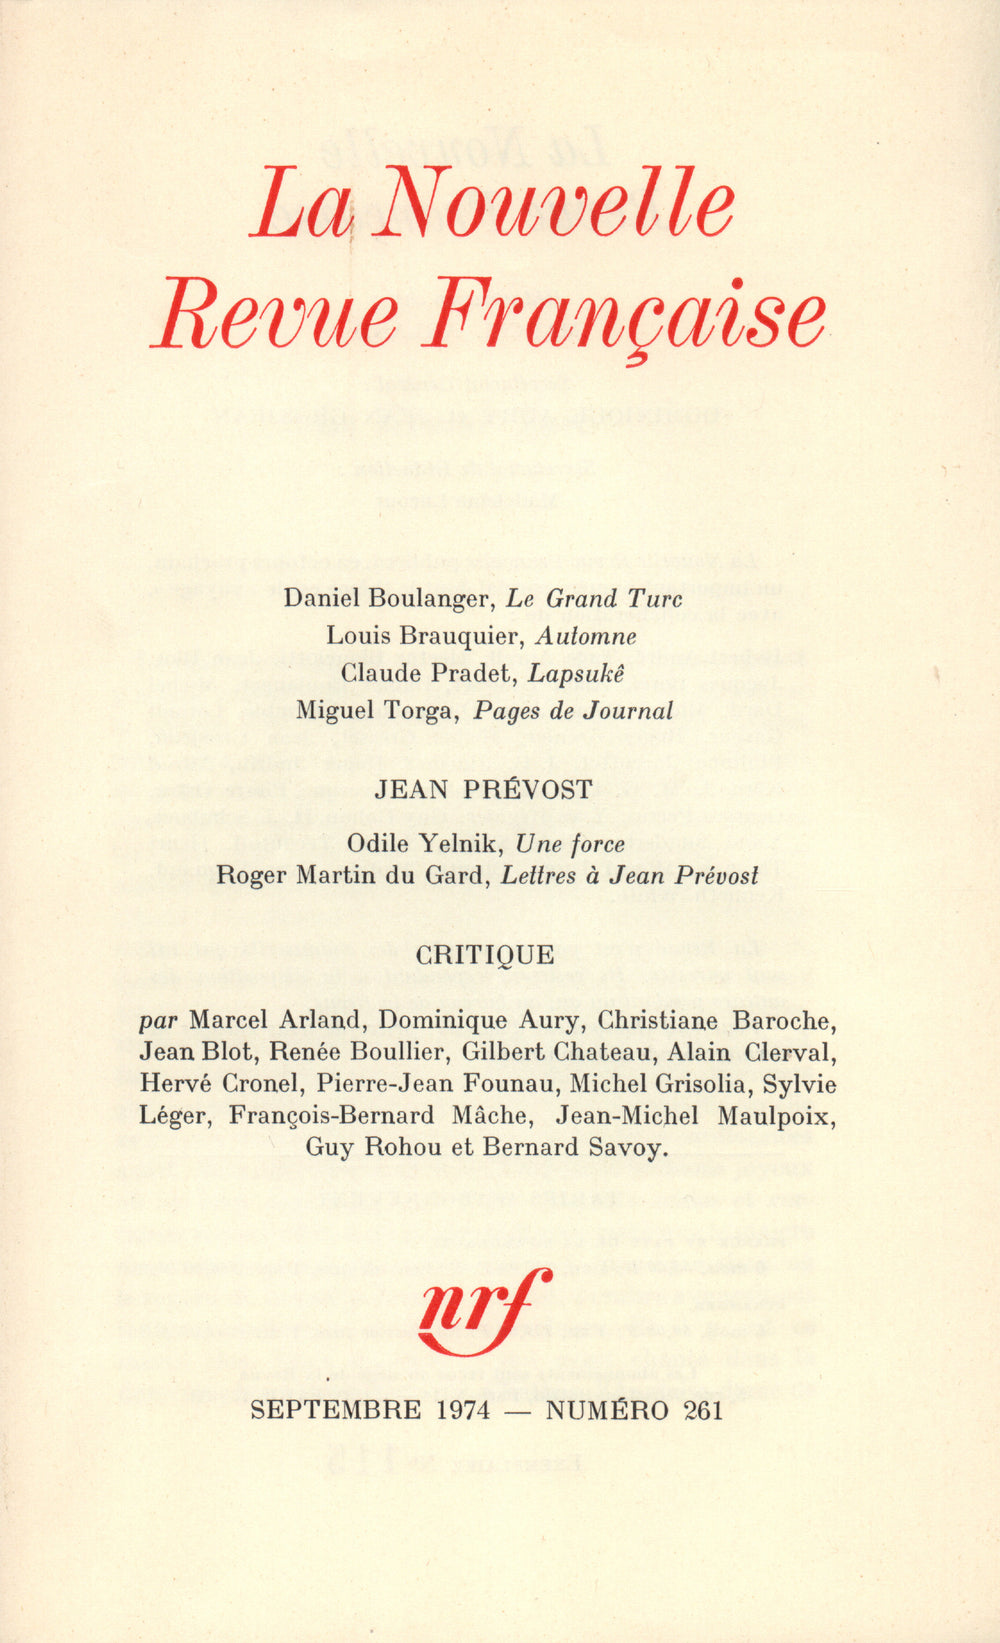 La Nouvelle
Revue Française
Daniel Boulanger, Le Grand Turc
Louis Brauquier, Automne
Claude Pradet, Lapsukê
Miguel Torga, Pages de Journal
JEAN PRÉVOST
Odile Yelnik, Une force
Roger Martin du Gard, Lettres à Jean Prévost
CRITIQUE
par Marcel Arland, Dominique Aury, Christiane Baroche,
Jean Blot, Renée Boullier, Gilbert Chateau, Alain Clerval,
Hervé Cronel, Pierre-Jean Founau, Michel Grisolia, Sylvie
Léger, François-Bernard Mâche, Jean-Michel Maulpoix,
Guy Rohou et Bernard Savoy.
nrf
SEPTEMBRE 1974 — NUMÉRO 261